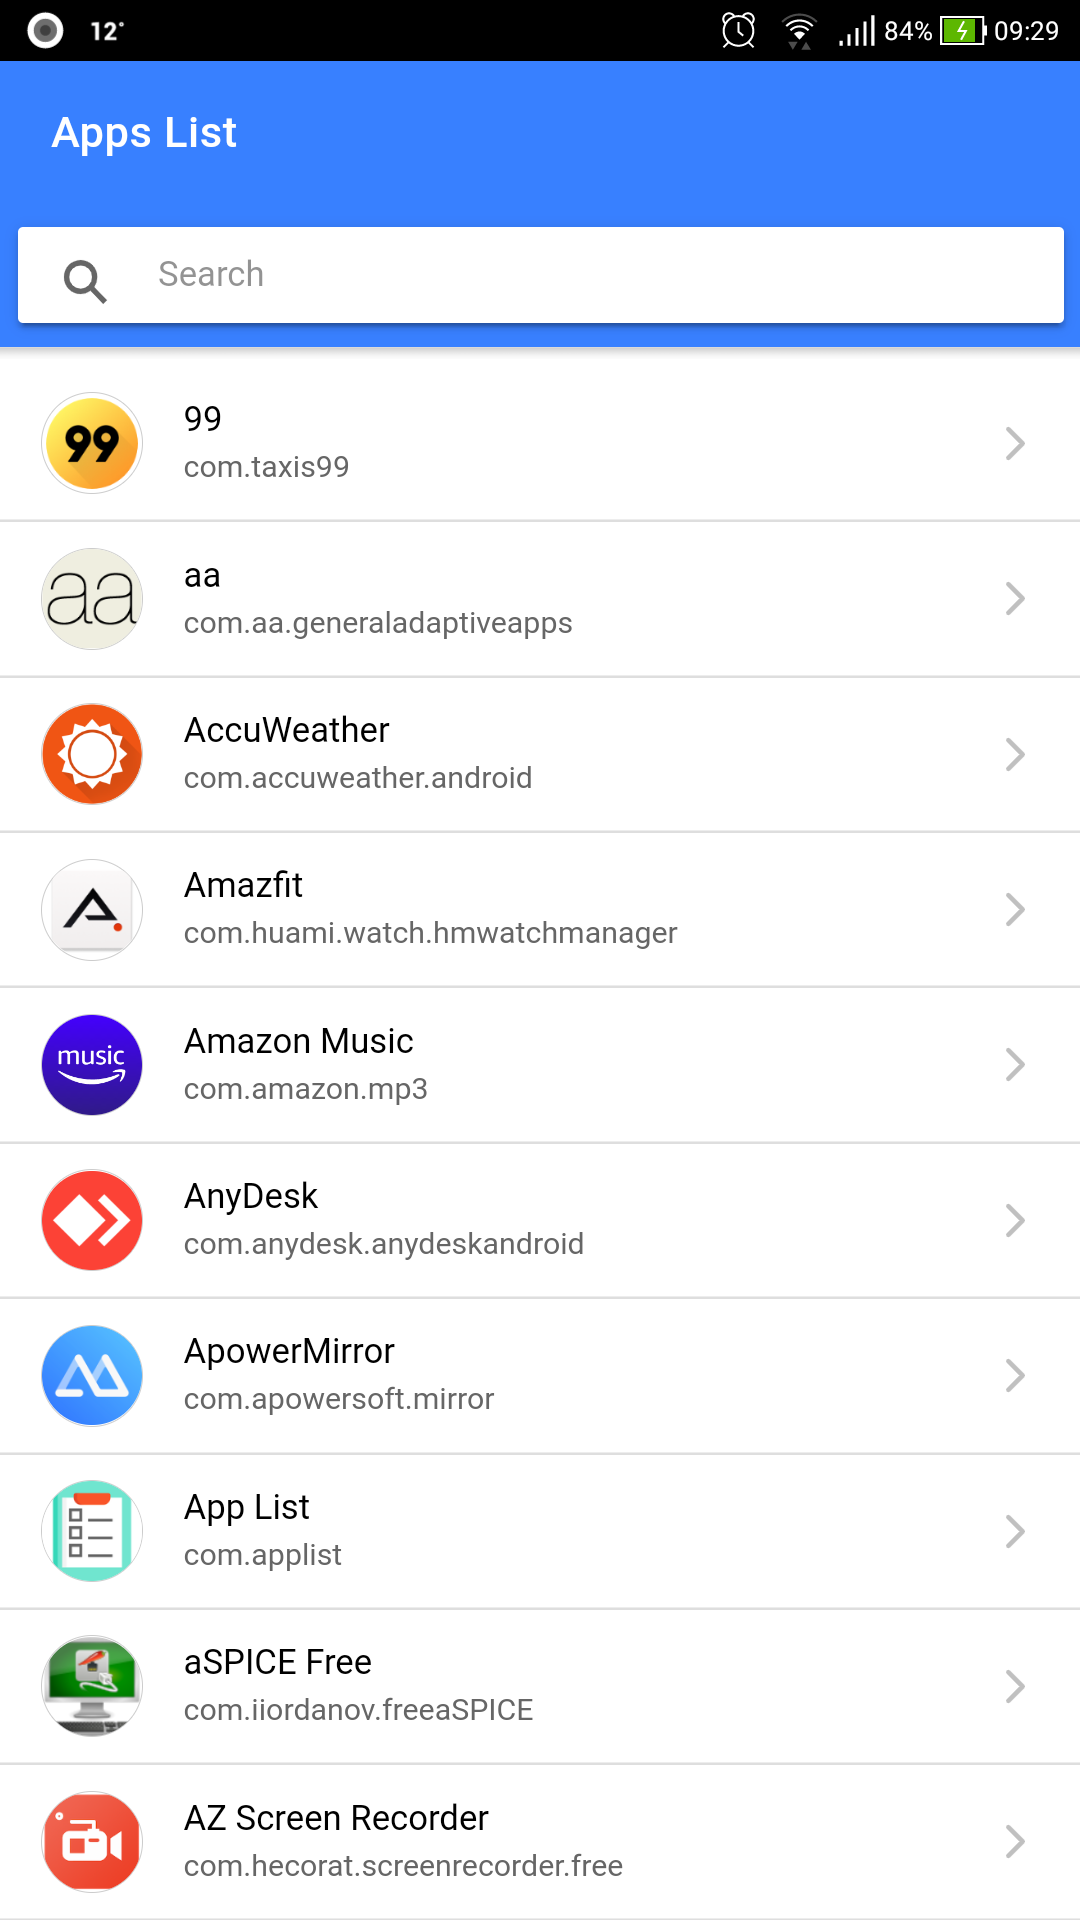 12°
84%
09:29
Apps List
Search
99
99
com.taxis99
aa
aa
com.aa.generaladaptiveapps
AccuWeather
com.accuweather.android
Amazfit
com.huami.watch.hmwatchmanager
music
Amazon Music
com.amazon.mp3
AnyDesk
com.anydesk.anydeskandroid
ApowerMirror
com.apowersoft.mirror
App List
com.applist
aSPICE Free
com.iiordanov.freeaSPICE
AZ Screen Recorder
com.hecorat.screenrecorder.free